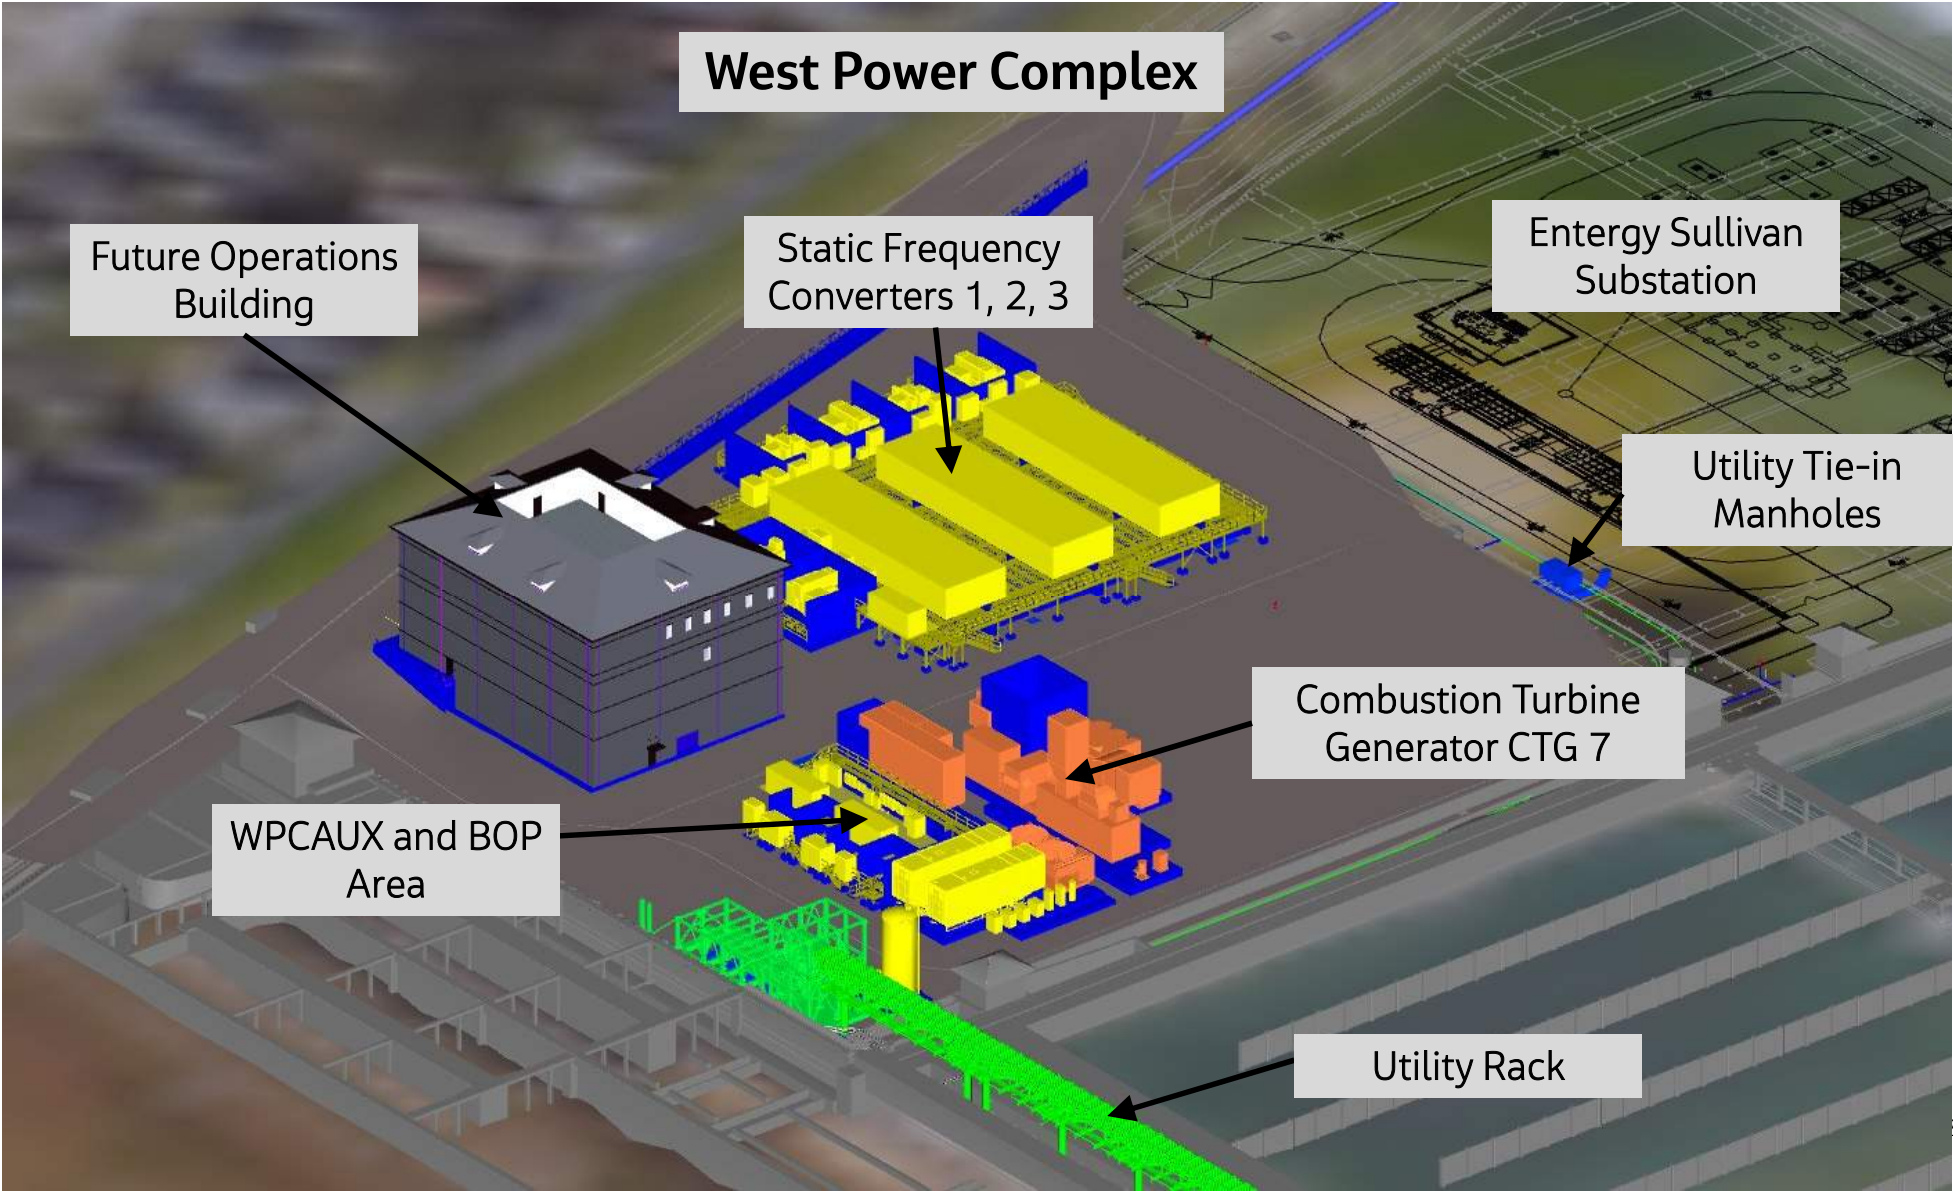 West Power Complex
Future Operations
Building
Static Frequency
Converters 1, 2, 3
Entergy Sullivan
Substation
Utility Tie-in
Manholes
Combustion Turbine
Generator CTG 7
WPCAUX and BOP
Area
Utility Rack